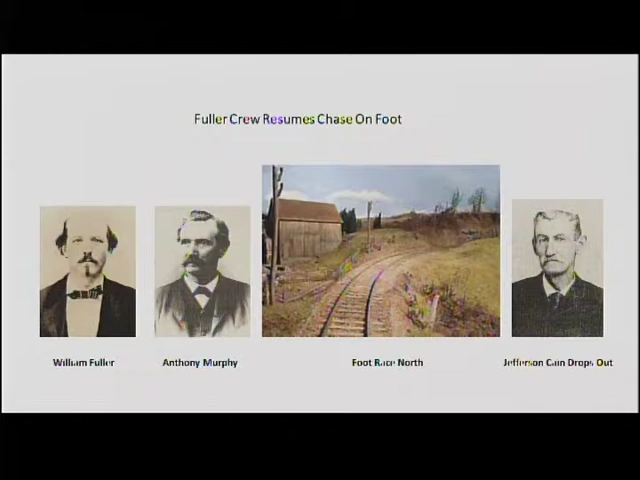 Fuller Crew Resumes Chase On Foot
William Fuller
Anthony Murphy
Foot Race North
Jefferson Cain Drops Out